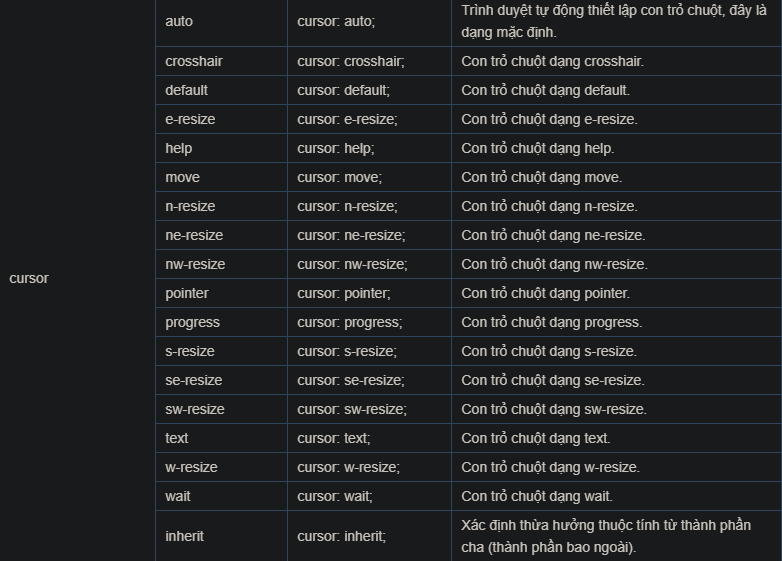 auto cursor: auto; Trình duyệt tự động thiết lập con trỏ chuột, đây là
dạng mặc định.
crosshair cursor: crosshair; Con trỏ chuột dạng crosshair.
default cursor: default; Con trỏ chuột dạng default.
e-resize cursor: e-resize; Con trỏ chuột dạng e-resize.
help cursor: help; Con trỏ chuột dạng help.
move cursor: move; Con trỏ chuột dạng move.
n-resize cursor: n-resize; Con trỏ chuột dạng n-resize.
ne-resize cursor: ne-resize; Con trỏ chuột dạng ne-resize.
nw-resize cursor: nw-resize; Con trỏ chuột dạng nw-resize.
cursor
pointer cursor: pointer; Con trỏ chuột dạng pointer.
progress cursor: progress; Con trỏ chuột dạng progress.
s-resize cursor: s-resize; Con trỏ chuột dạng s-resize.
se-resize cursor: se-resize; Con trỏ chuột dạng se-resize.
sw-resize cursor: sw-resize; Con trỏ chuột dạng sw-resize.
text cursor: text; Con trỏ chuột dạng text.
w-resize cursor: w-resize; Con trỏ chuột dạng w-resize.
wait cursor: wait; Con trỏ chuột dạng wait.
inherit cursor: inherit; Xác định thừa hưởng thuộc tính từ thành phần
cha (thành phần bao ngoài).